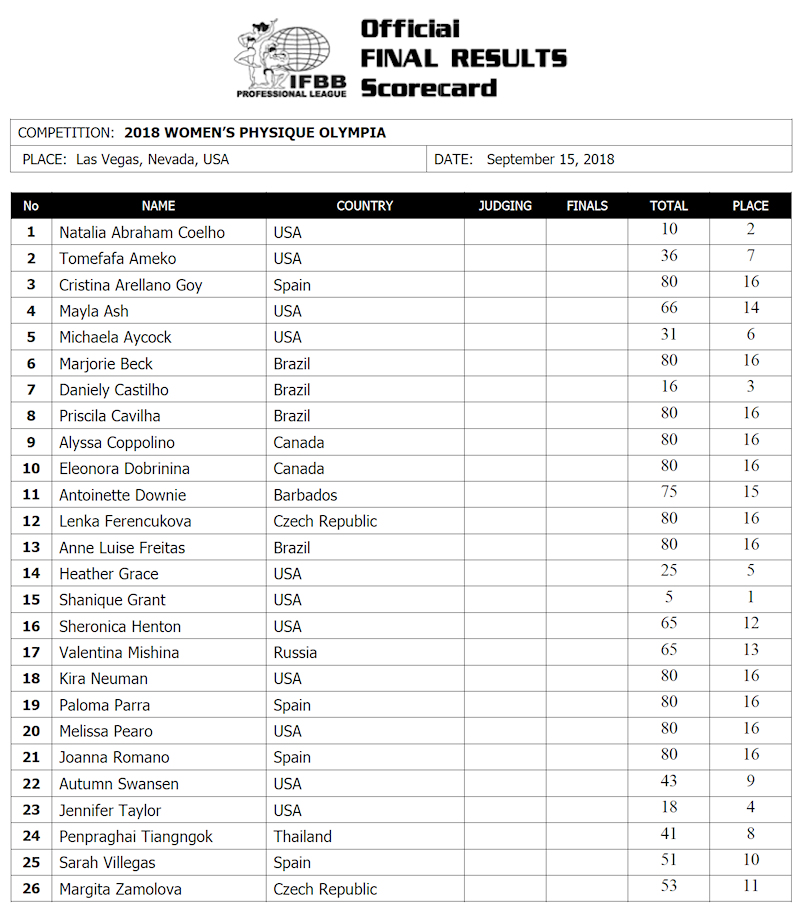 Official
FINAL RESULTS
Scorecard
IFBB
PROFESSIONAL LEAGUE
COMPETITION: 2018 WOMEN'S PHYSIQUE OLYMPIA
PLACE: Las Vegas, Nevada, USA DATE: September 15, 2018
No NAME COUNTRY JUDGING FINALS TOTAL PLACE
1 Natalia Abraham Coelho USA 10 2
2 Tomefafa Ameko USA 36 7
3 Cristina Arellano Goy Spain 80 16
4 Mayla Ash USA 66 14
5 Michaela Aycock USA 31 6
6 Marjorie Beck Brazil 80 16
7 Daniely Castilho Brazil 16 3
8 Priscila Cavilha Brazil 80 16
9 Alyssa Coppolino Canada 80 16
10 Eleonora Dobrinina Canada 80 16
11 Antoinette Downie Barbados 75 15
12 Lenka Ferencukova Czech Republic 80 16
13 Anne Luise Freitas Brazil 80 16
14 Heather Grace USA 25 5
15 Shanique Grant USA 5 1
16 Sheronica Henton USA 65 12
17 Valentina Mishina Russia 65 13
18 Kira Neuman USA 80 16
19 Paloma Parra Spain 80 16
20 Melissa Pearo USA 80 16
21 Joanna Romano Spain 80 16
22 Autumn Swansen USA 43 9
23 Jennifer Taylor USA 18 4
24 Penpraghai Tiangngok Thailand 41 8
25 Sarah Villegas Spain 51 10
26 Margita Zamolova Czech Republic 53 11